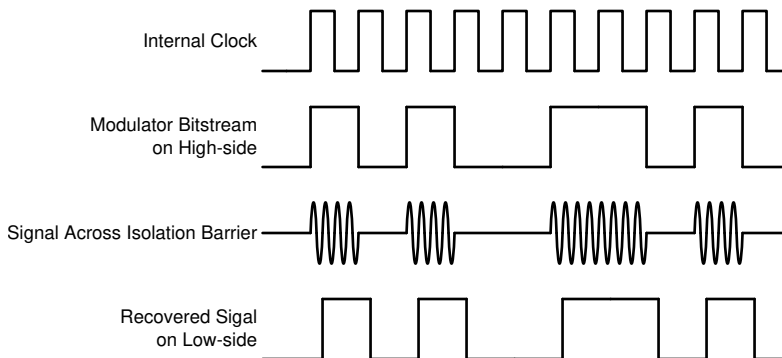 Internal Clock
Modulator Bitstream
on High-side
Signal Across Isolation Barrier
Recovered Sigal
on Low-side